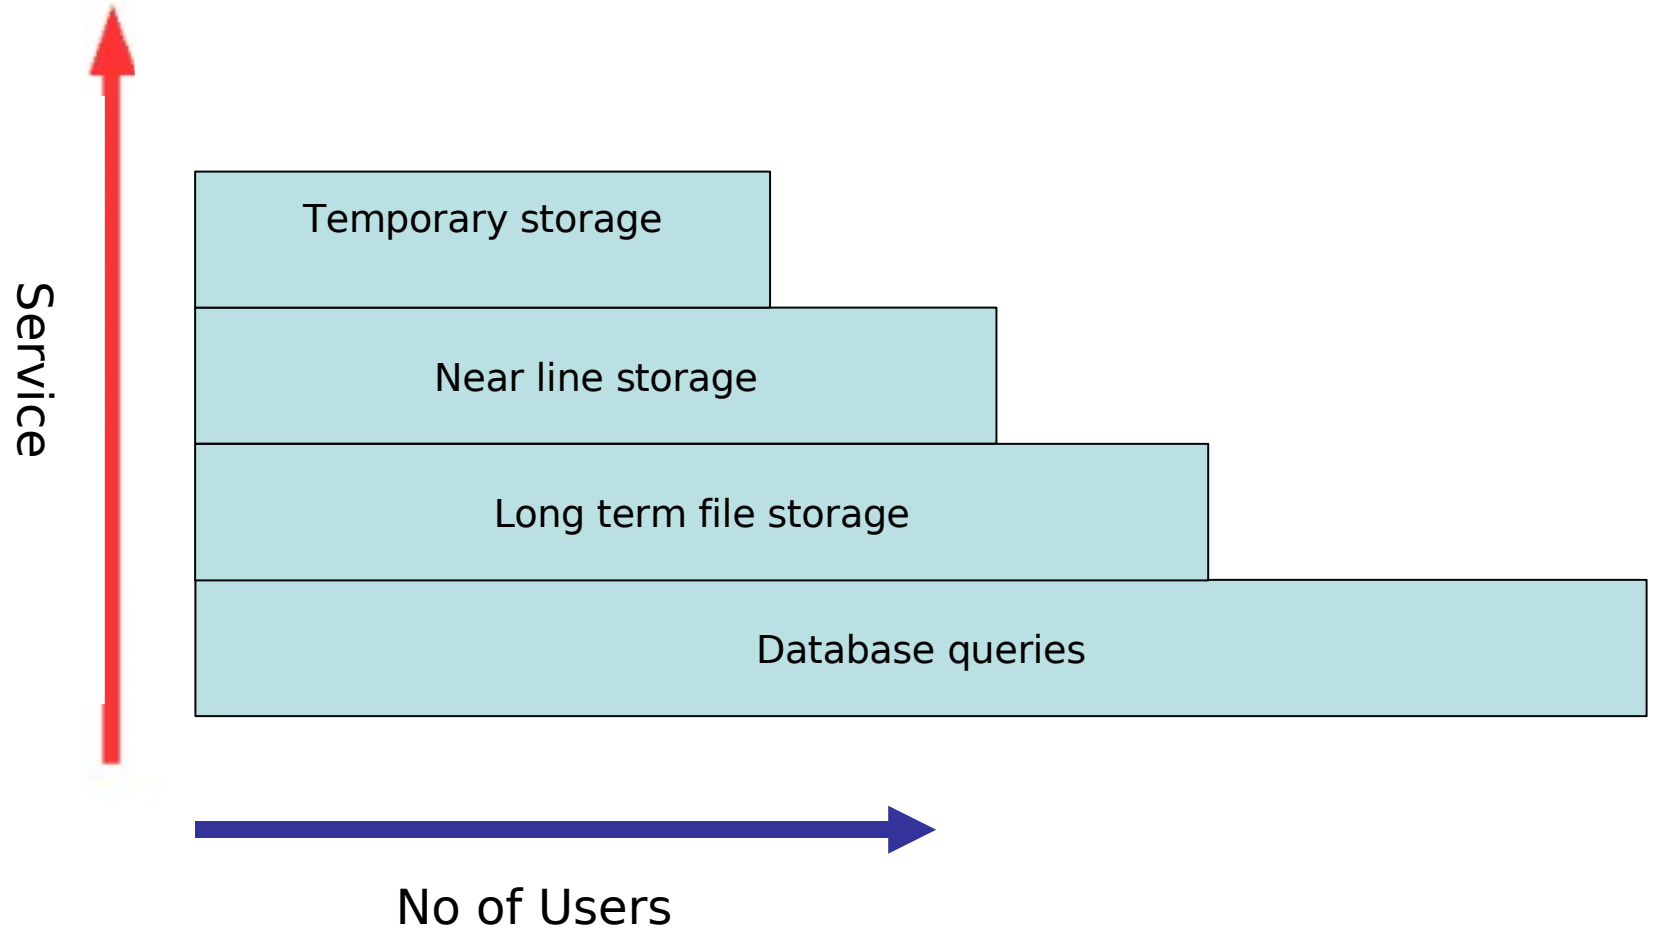 Service
Temporary storage
Near line storage
Long term file storage
Database queries
No of Users